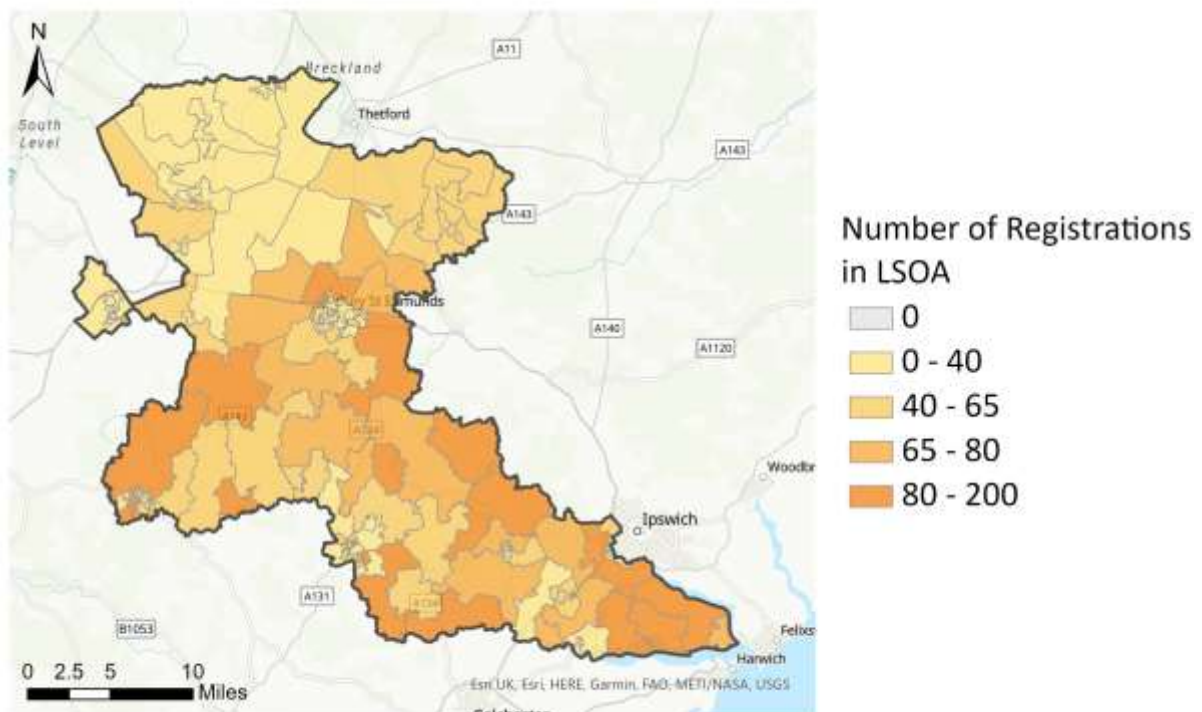 N
Breckland
A11
Thetford
South
Level
A143
A143
Bury St Edmunds
A140
A1120
Woodbr
Ipswich
A131
B1053
Felixs
Harwich
0 2.5 5 10
Miles
Esri UK, Esri, HERE, Garmin, FAO, METI/NASA, USGS
Number of Registrations
in LSOA
0
0 - 40
40 - 65
65 - 80
80 - 200